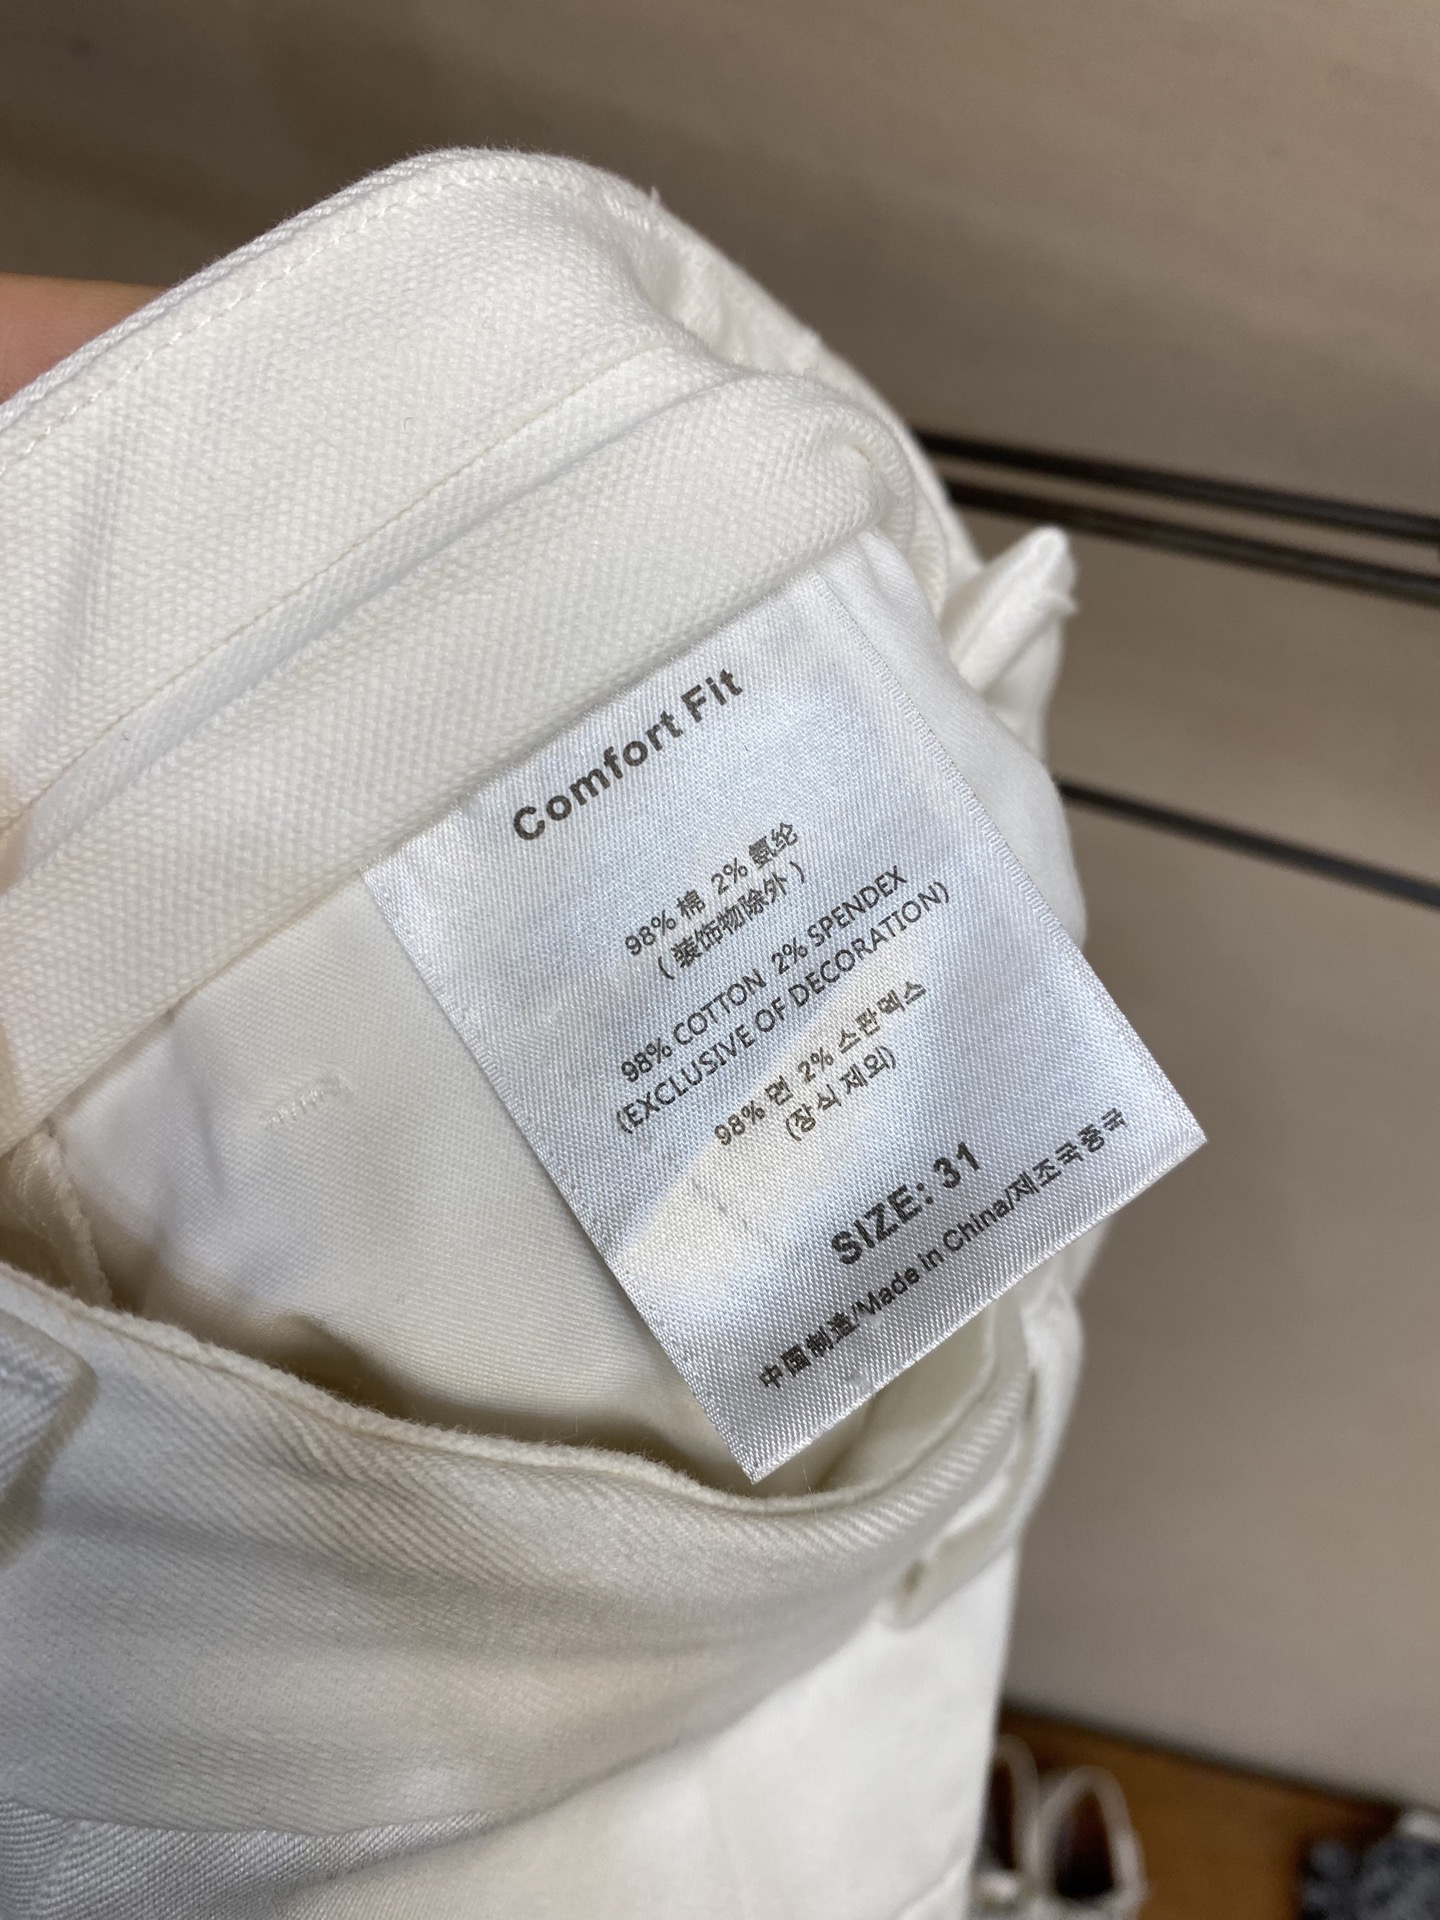 Comfort Fit
98% 棉 2% 氨纶
(装饰物除外)
98% COTTON 2% SPENDEX
(EXCLUSIVE OF DECORATION)
98% 면 2% 스판덱스
(장식 제외)
SIZE: 31
中国制造/Made in China/제조국중국